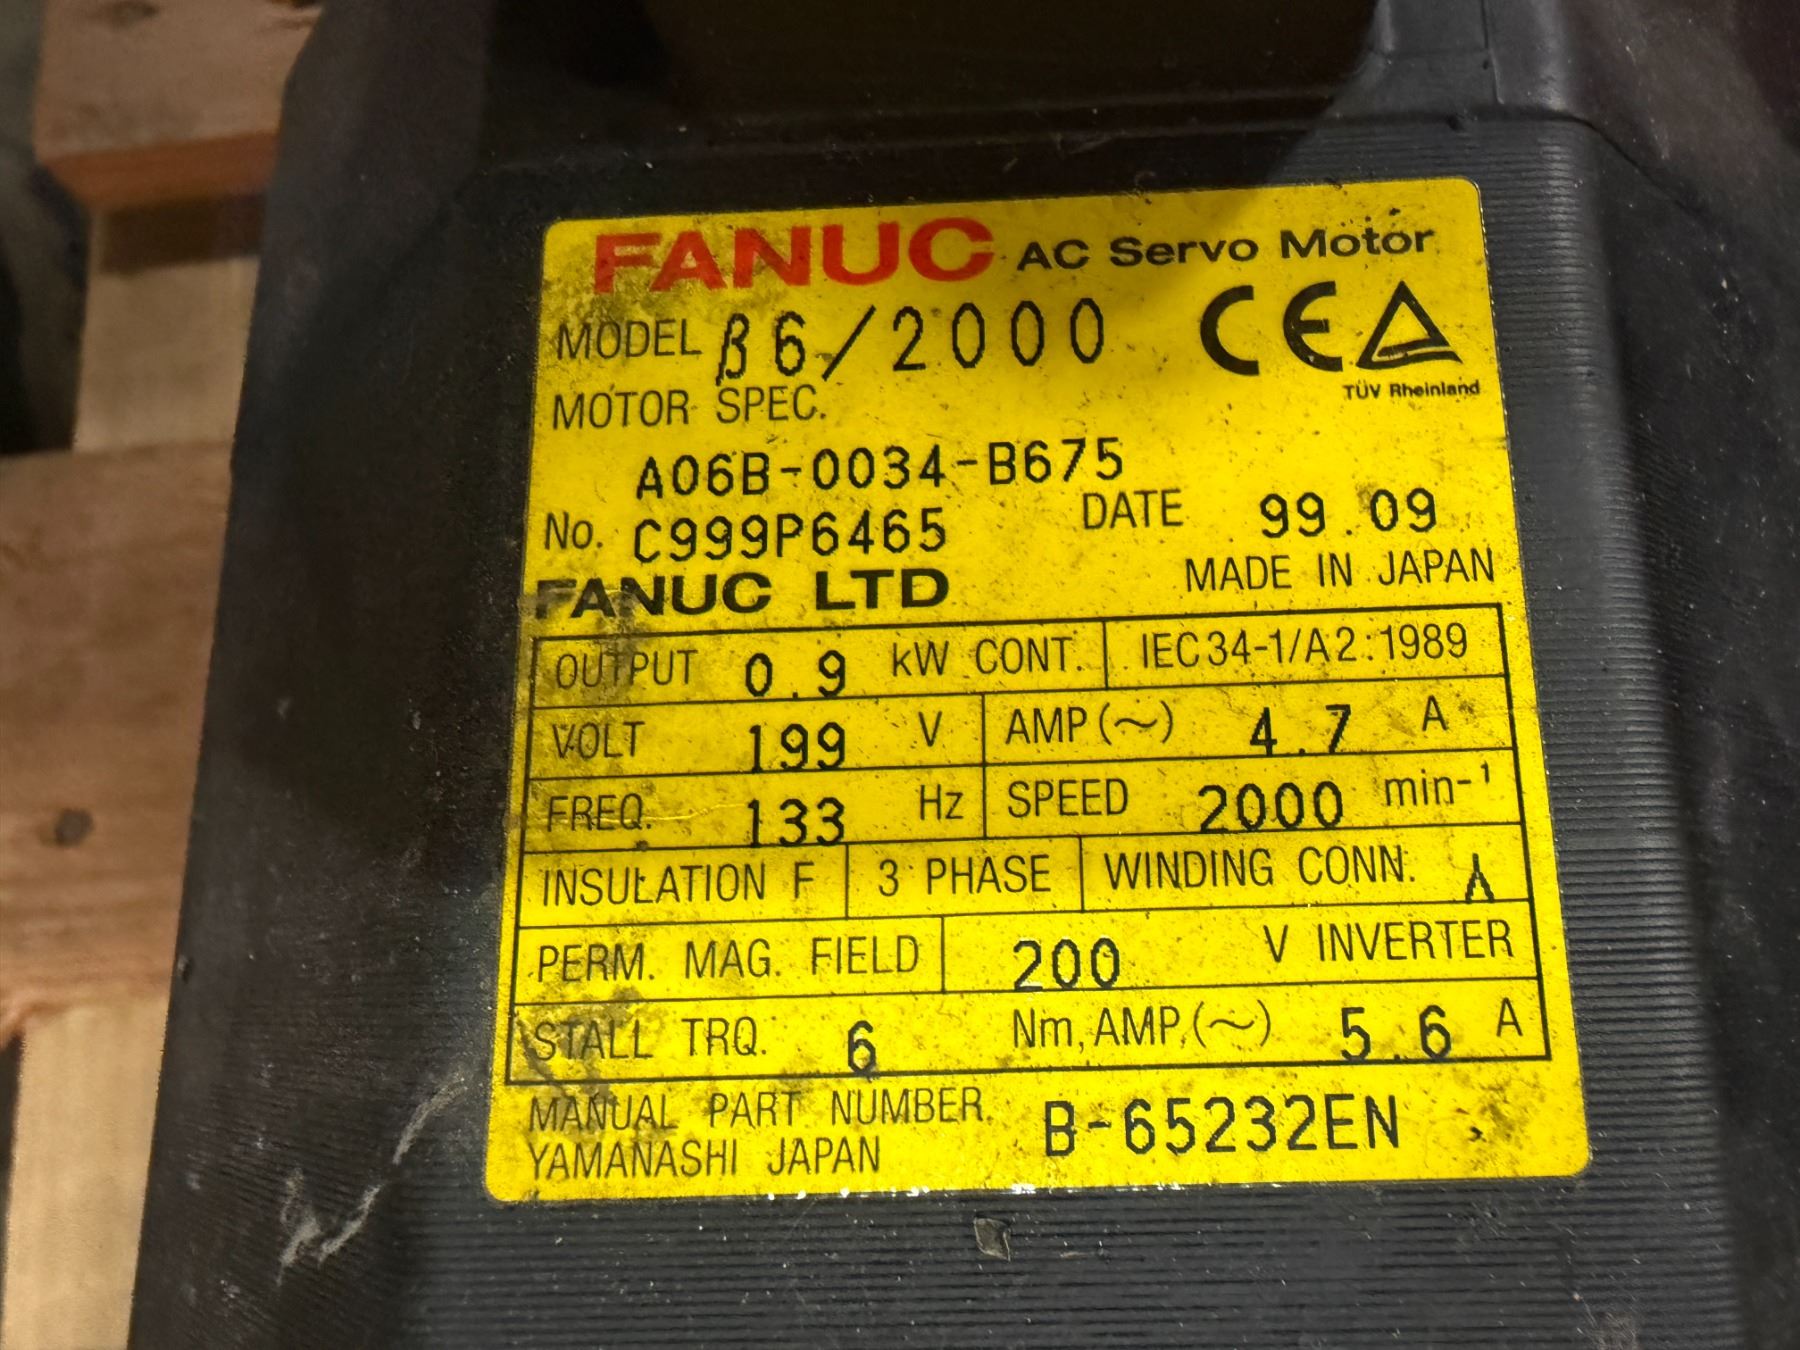 FANUC AC Servo Motor
MODEL β6/2000 CE
TÜV Rheinland
MOTOR SPEC.
A06B-0034-B675
No. C999P6465 DATE 99.09
FANUC LTD MADE IN JAPAN
OUTPUT 0.9 kW CONT. IEC34-1/A2:1989
VOLT 199 V AMP(~) 4.7 A
FREQ. 133 Hz SPEED 2000 min-¹
INSULATION F 3 PHASE WINDING CONN. 人
PERM. MAG. FIELD 200 V INVERTER
STALL TRQ. 6 Nm, AMP.(~) 5.6 A
MANUAL PART NUMBER. B-65232EN
YAMANASHI JAPAN